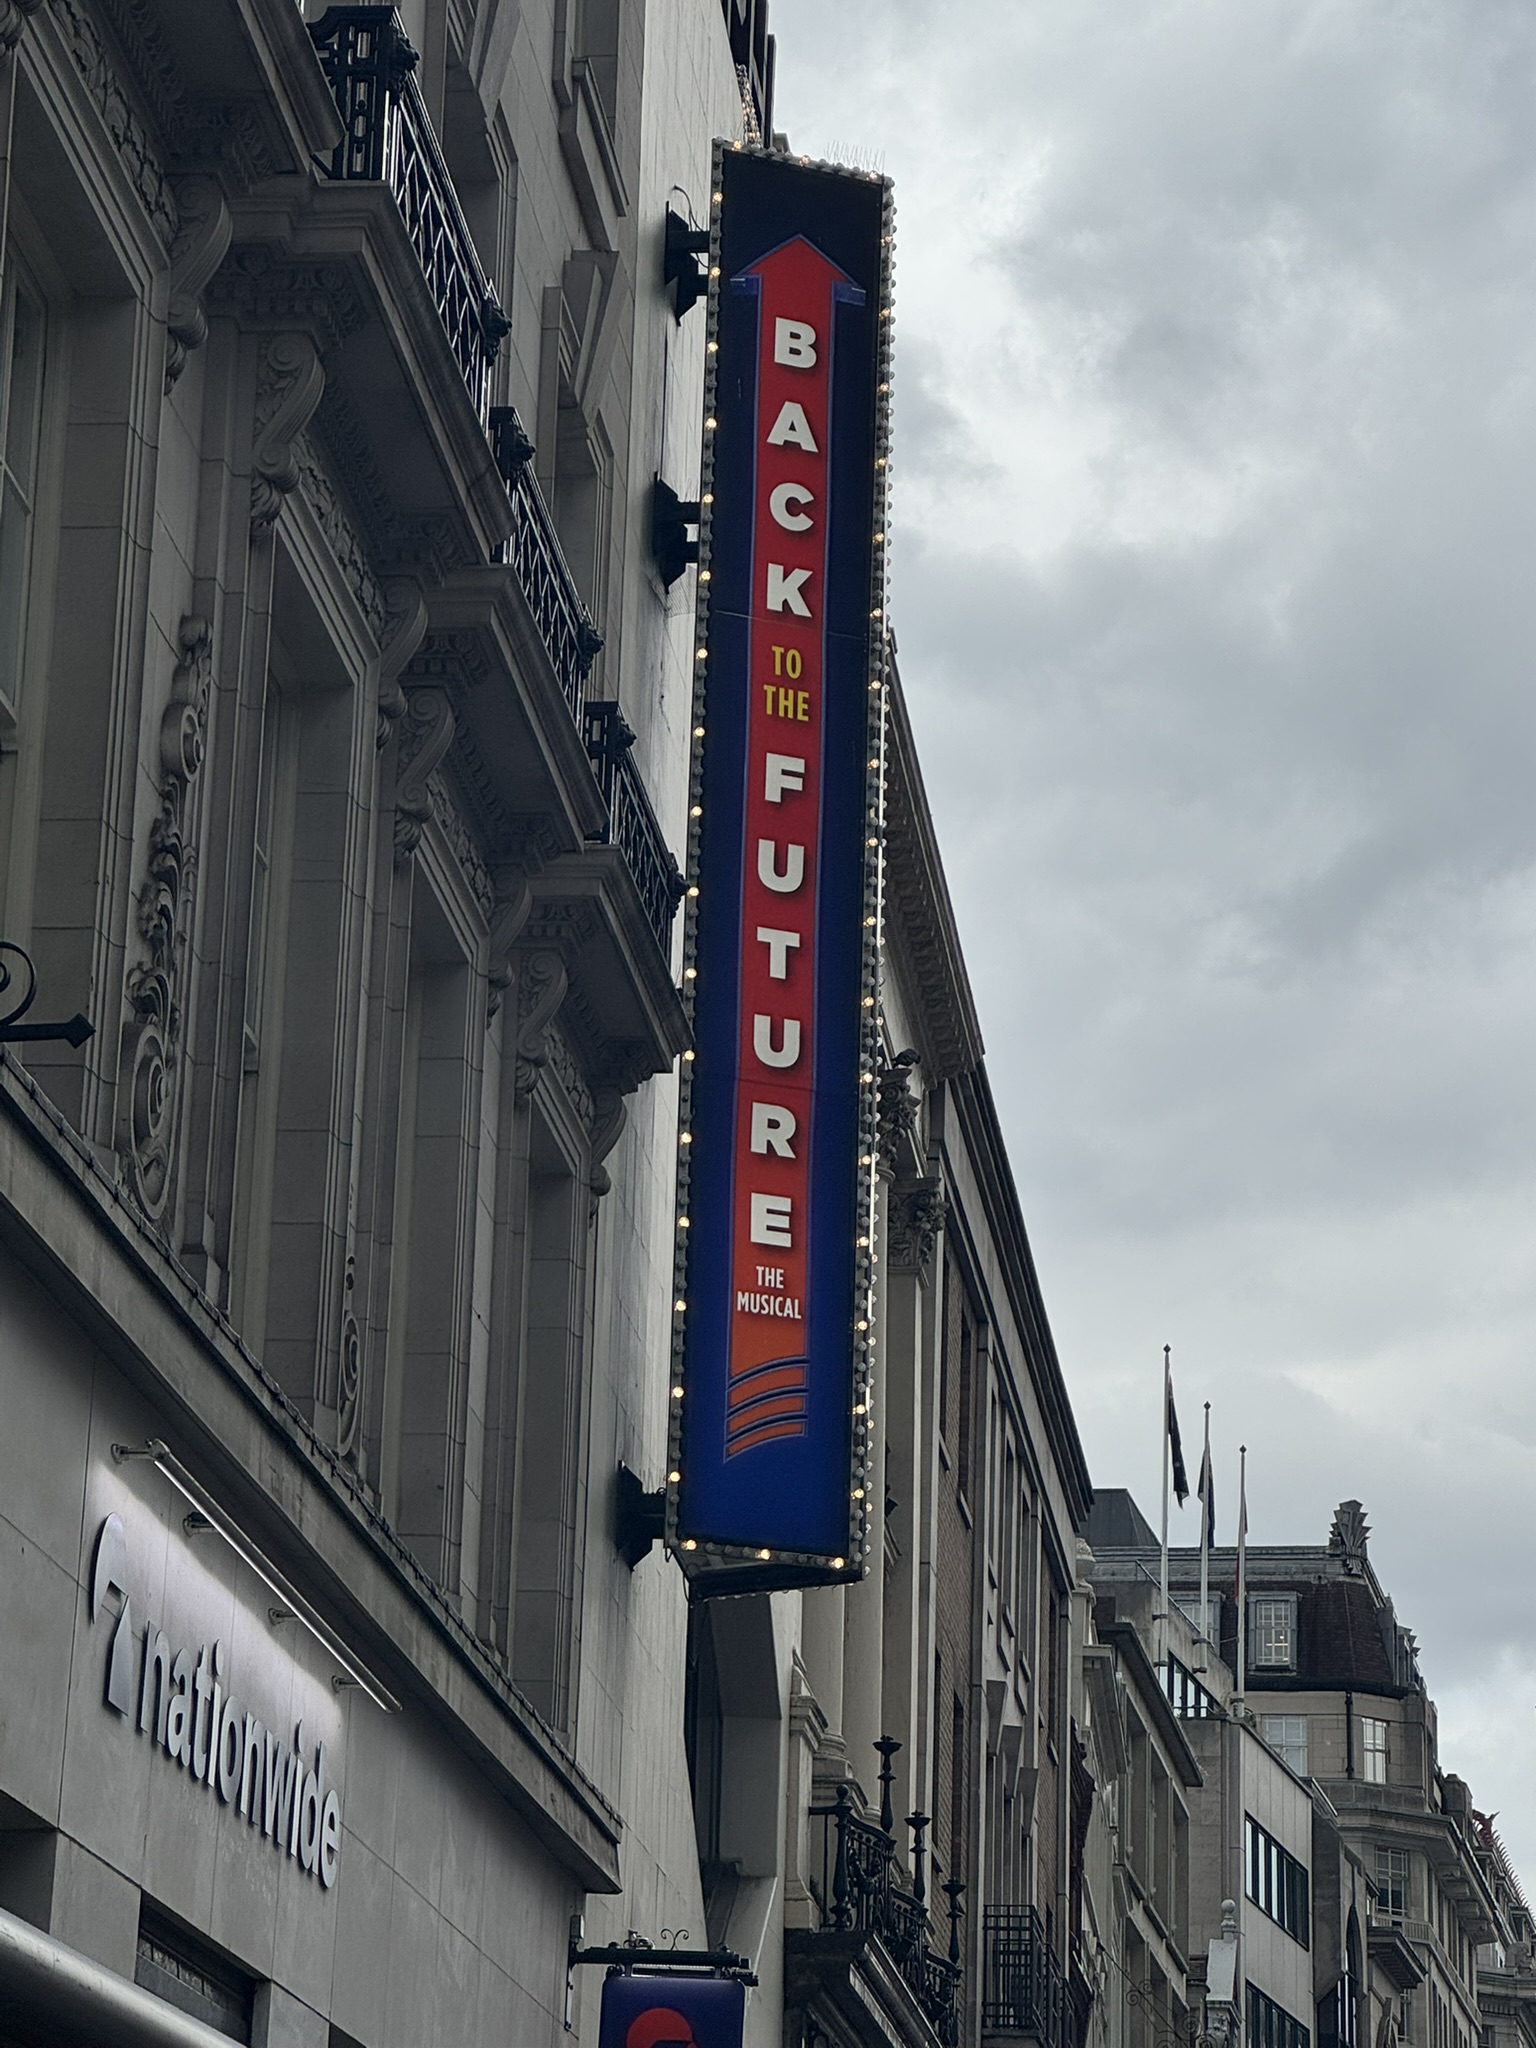 BACK
TO
THE
FUTURE
THE
MUSICAL
nationwide